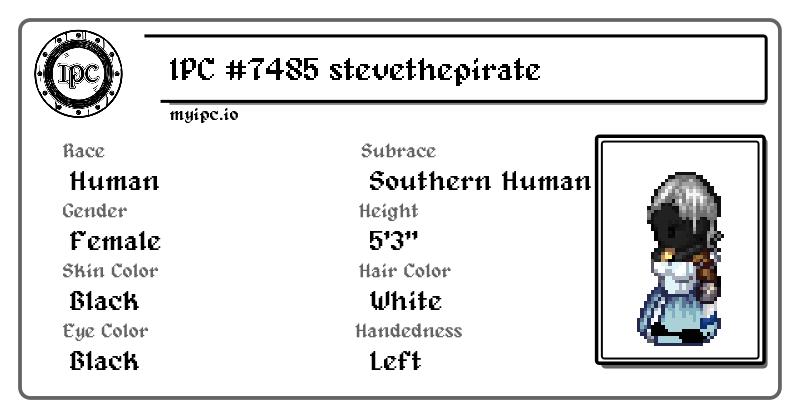 IPC
IPC #7485 stevethepirate
myipc.io
Race
Human
Subrace
Southern Human
Gender
Female
Height
5'3"
Skin Color
Black
Hair Color
White
Eye Color
Black
Handedness
Left